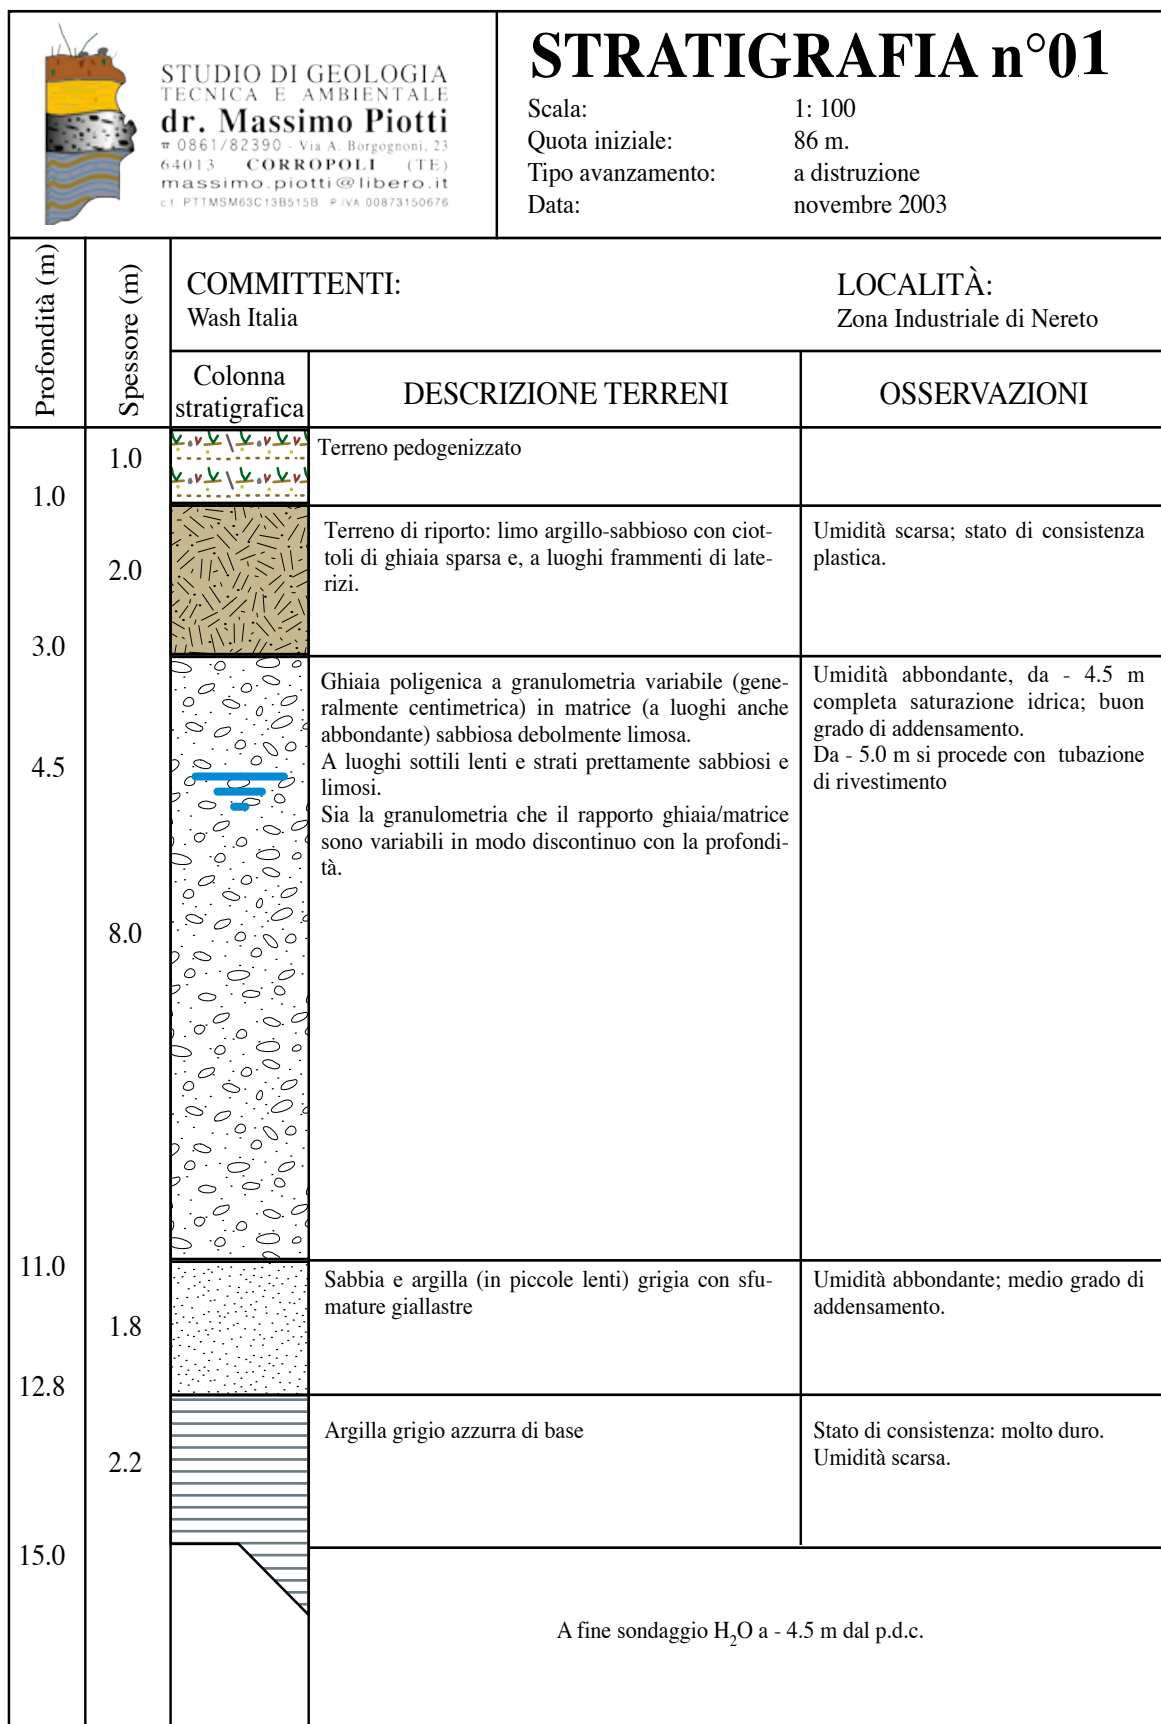 STUDIO DI GEOLOGIA
TECNICA E AMBIENTALE
dr. Massimo Piotti
☎ 0861/82390 - Via A. Borgognoni, 23
64013 CORROPOLI (TE)
massimo.piotti@libero.it
c.f. PTTMSM63C13B515B P.IVA 00873150676
STRATIGRAFIA n°01
Scala: 1: 100
Quota iniziale: 86 m.
Tipo avanzamento: a distruzione
Data: novembre 2003
Profondità (m)
Spessore (m)
COMMITTENTI:
Wash Italia
LOCALITÀ:
Zona Industriale di Nereto
Colonna
stratigrafica
DESCRIZIONE TERRENI
OSSERVAZIONI
1.0
Terreno pedogenizzato
1.0
2.0
Terreno di riporto: limo argillo-sabbioso con ciot-
toli di ghiaia sparsa e, a luoghi frammenti di late-
rizi.
Umidità scarsa; stato di consistenza
plastica.
3.0
Ghiaia poligenica a granulometria variabile (gene-
ralmente centimetrica) in matrice (a luoghi anche
abbondante) sabbiosa debolmente limosa.
A luoghi sottili lenti e strati prettamente sabbiosi e
limosi.
Sia la granulometria che il rapporto ghiaia/matrice
sono variabili in modo discontinuo con la profondi-
tà.
Umidità abbondante, da - 4.5 m
completa saturazione idrica; buon
grado di addensamento.
Da - 5.0 m si procede con tubazione
di rivestimento
4.5
8.0
11.0
1.8
Sabbia e argilla (in piccole lenti) grigia con sfu-
mature giallastre
Umidità abbondante; medio grado di
addensamento.
12.8
2.2
Argilla grigio azzurra di base
Stato di consistenza: molto duro.
Umidità scarsa.
15.0
A fine sondaggio H₂O a - 4.5 m dal p.d.c.